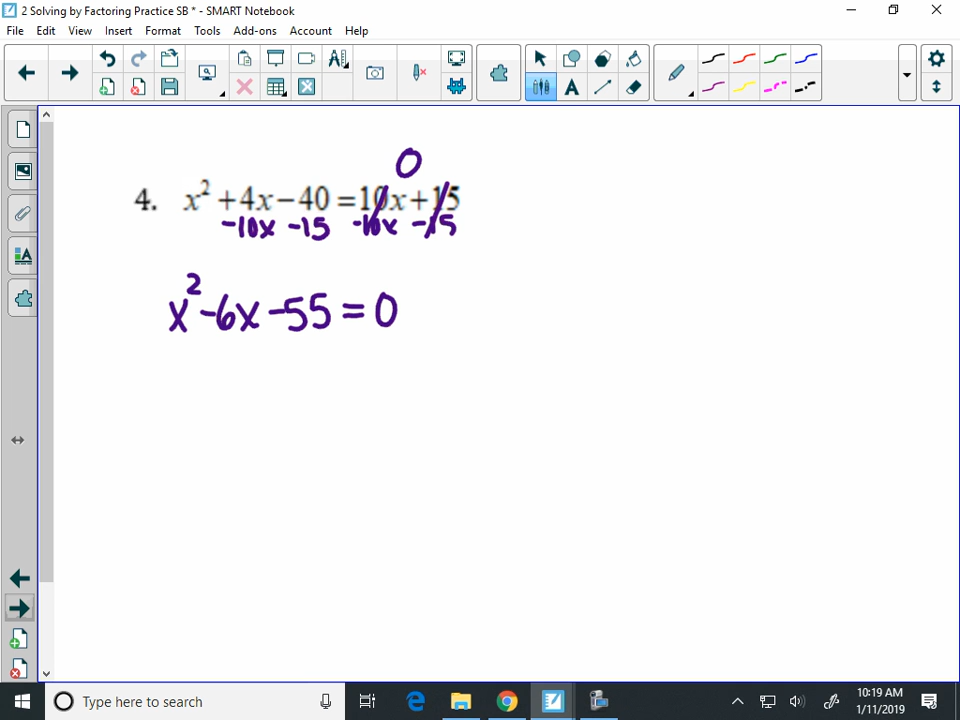 2 Solving by Factoring Practice SB * - SMART Notebook
File Edit View Insert Format Tools Add-ons Account Help
0
4. x² + 4x − 40 = 10x + 15
-10x -15 -10x -15
x² - 6x - 55 = 0
Type here to search
10:19 AM
1/11/2019